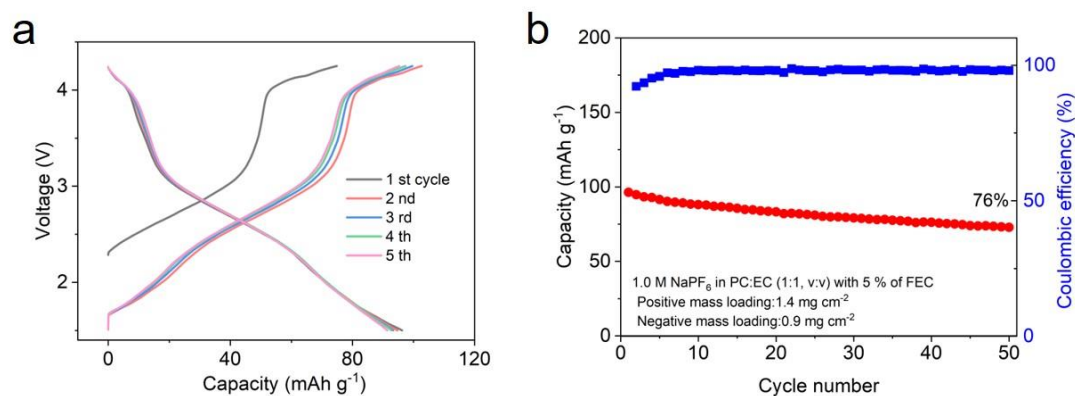 a
4
3
2
Voltage (V)
1 st cycle
2 nd
3 rd
4 th
5 th
0
40
80
120
Capacity (mAh g⁻¹)
b
200
150
100
50
0
Capacity (mAh g⁻¹)
76%
1.0 M NaPF₆ in PC:EC (1:1, v:v) with 5 % of FEC
Positive mass loading:1.4 mg cm⁻²
Negative mass loading:0.9 mg cm⁻²
0
10
20
30
40
50
Cycle number
100
50
0
Coulombic efficiency (%)